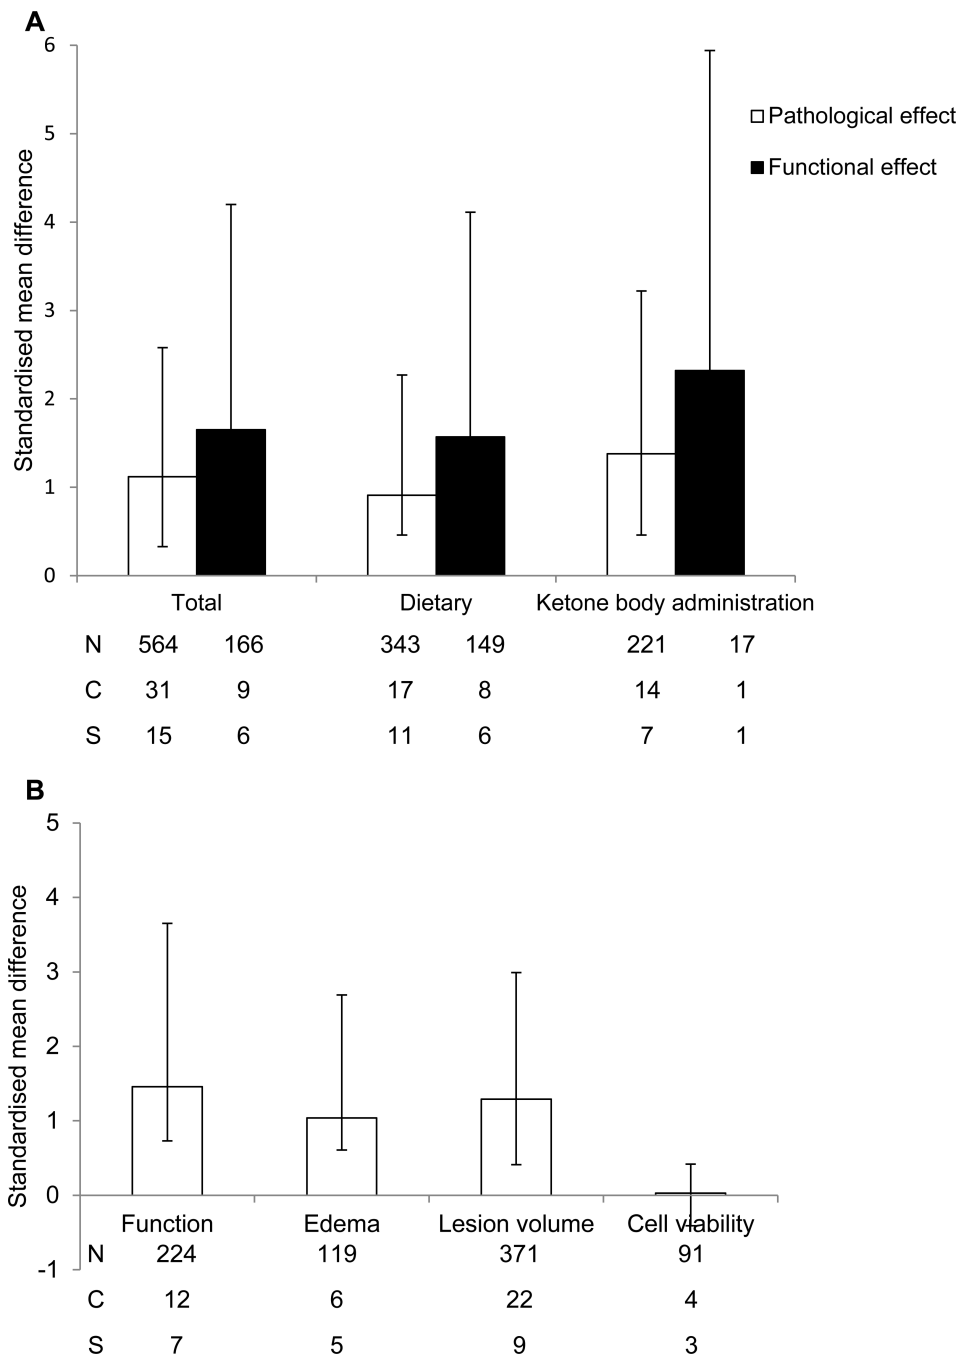 A
6
5
4
3
2
1
0
Standardised mean difference
Pathological effect
Functional effect
Total Dietary Ketone body administration
N 564 166 343 149 221 17
C 31 9 17 8 14 1
S 15 6 11 6 7 1
B
5
4
3
2
1
0
-1
Standardised mean difference
Function Edema Lesion volume Cell viability
N 224 119 371 91
C 12 6 22 4
S 7 5 9 3